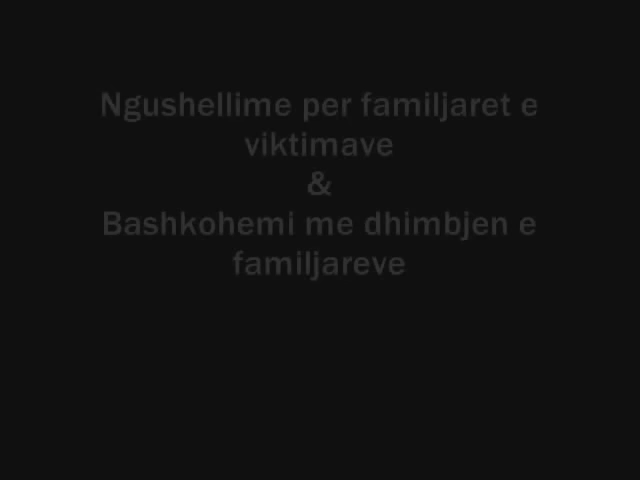 Ngushellime per familjaret e
viktimave
&
Bashkohemi me dhimbjen e
familjareve